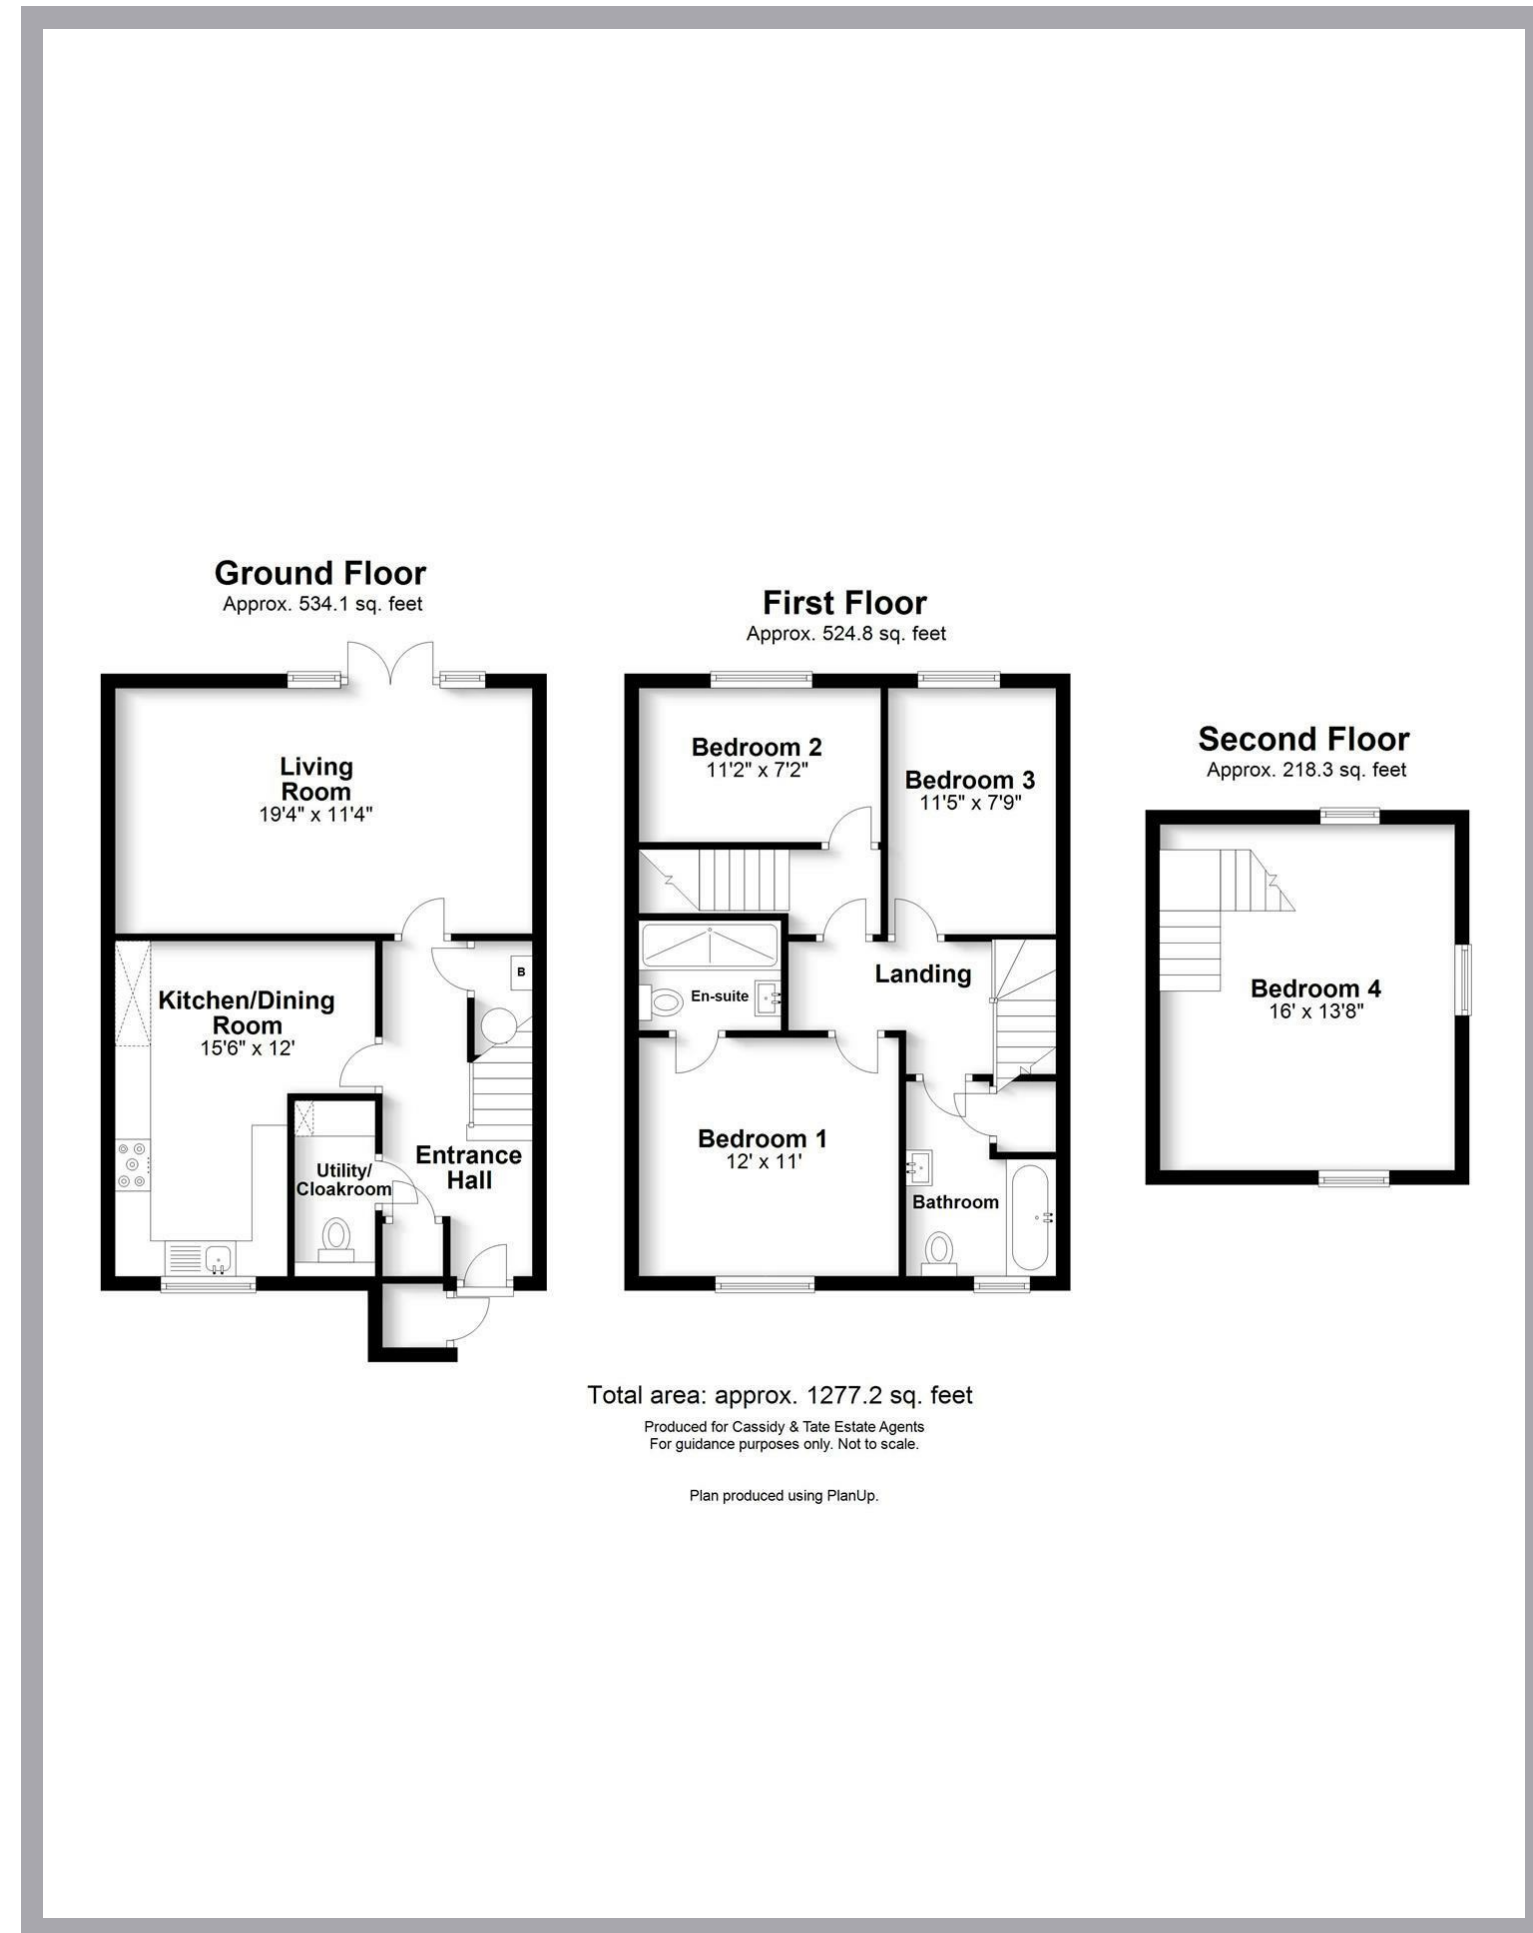 Ground Floor
Approx. 534.1 sq. feet
Living
Room
19'4" x 11'4"
Kitchen/Dining
Room
15'6" x 12'
B
Utility/
Cloakroom
Entrance
Hall
First Floor
Approx. 524.8 sq. feet
Bedroom 2
11'2" x 7'2"
Bedroom 3
11'5" x 7'9"
Landing
En-suite
Bedroom 1
12' x 11'
Bathroom
Second Floor
Approx. 218.3 sq. feet
Bedroom 4
16' x 13'8"
Total area: approx. 1277.2 sq. feet
Produced for Cassidy & Tate Estate Agents
For guidance purposes only. Not to scale.
Plan produced using PlanUp.